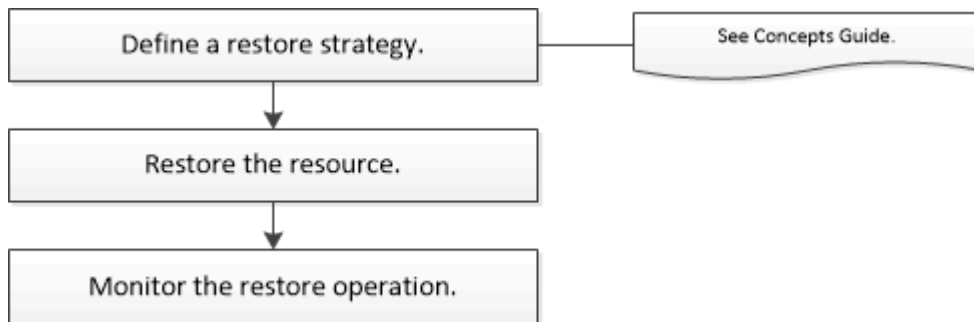 Define a restore strategy.
See Concepts Guide.
Restore the resource.
Monitor the restore operation.